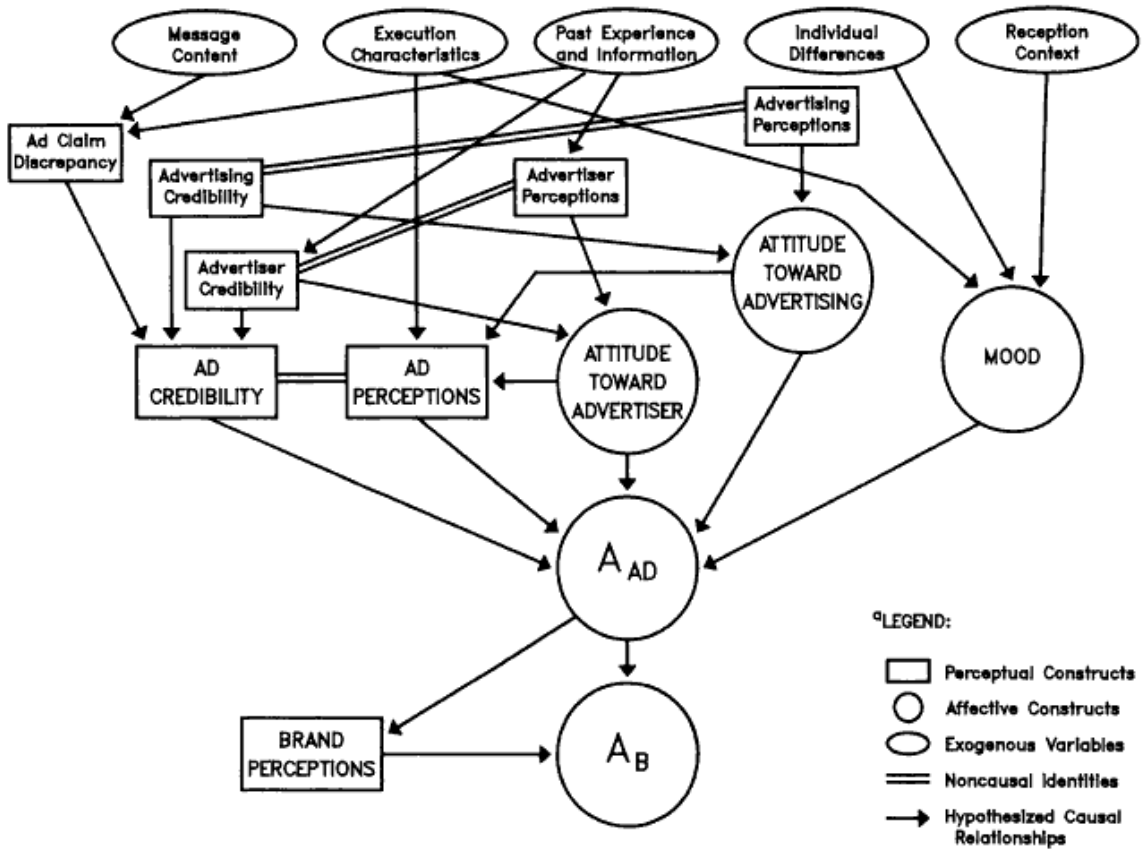 Message
Content
Execution
Characteristics
Past Experience
and Information
Individual
Differences
Reception
Context
Advertising
Perceptions
Ad Claim
Discrepancy
Advertising
Credibility
Advertiser
Perceptions
Advertiser
Credibility
ATTITUDE
TOWARD
ADVERTISING
AD
CREDIBILITY
AD
PERCEPTIONS
ATTITUDE
TOWARD
ADVERTISER
MOOD
A AD
BRAND
PERCEPTIONS
A B
aLEGEND:
Perceptual Constructs
Affective Constructs
Exogenous Variables
Noncausal Identities
Hypothesized Causal
Relationships